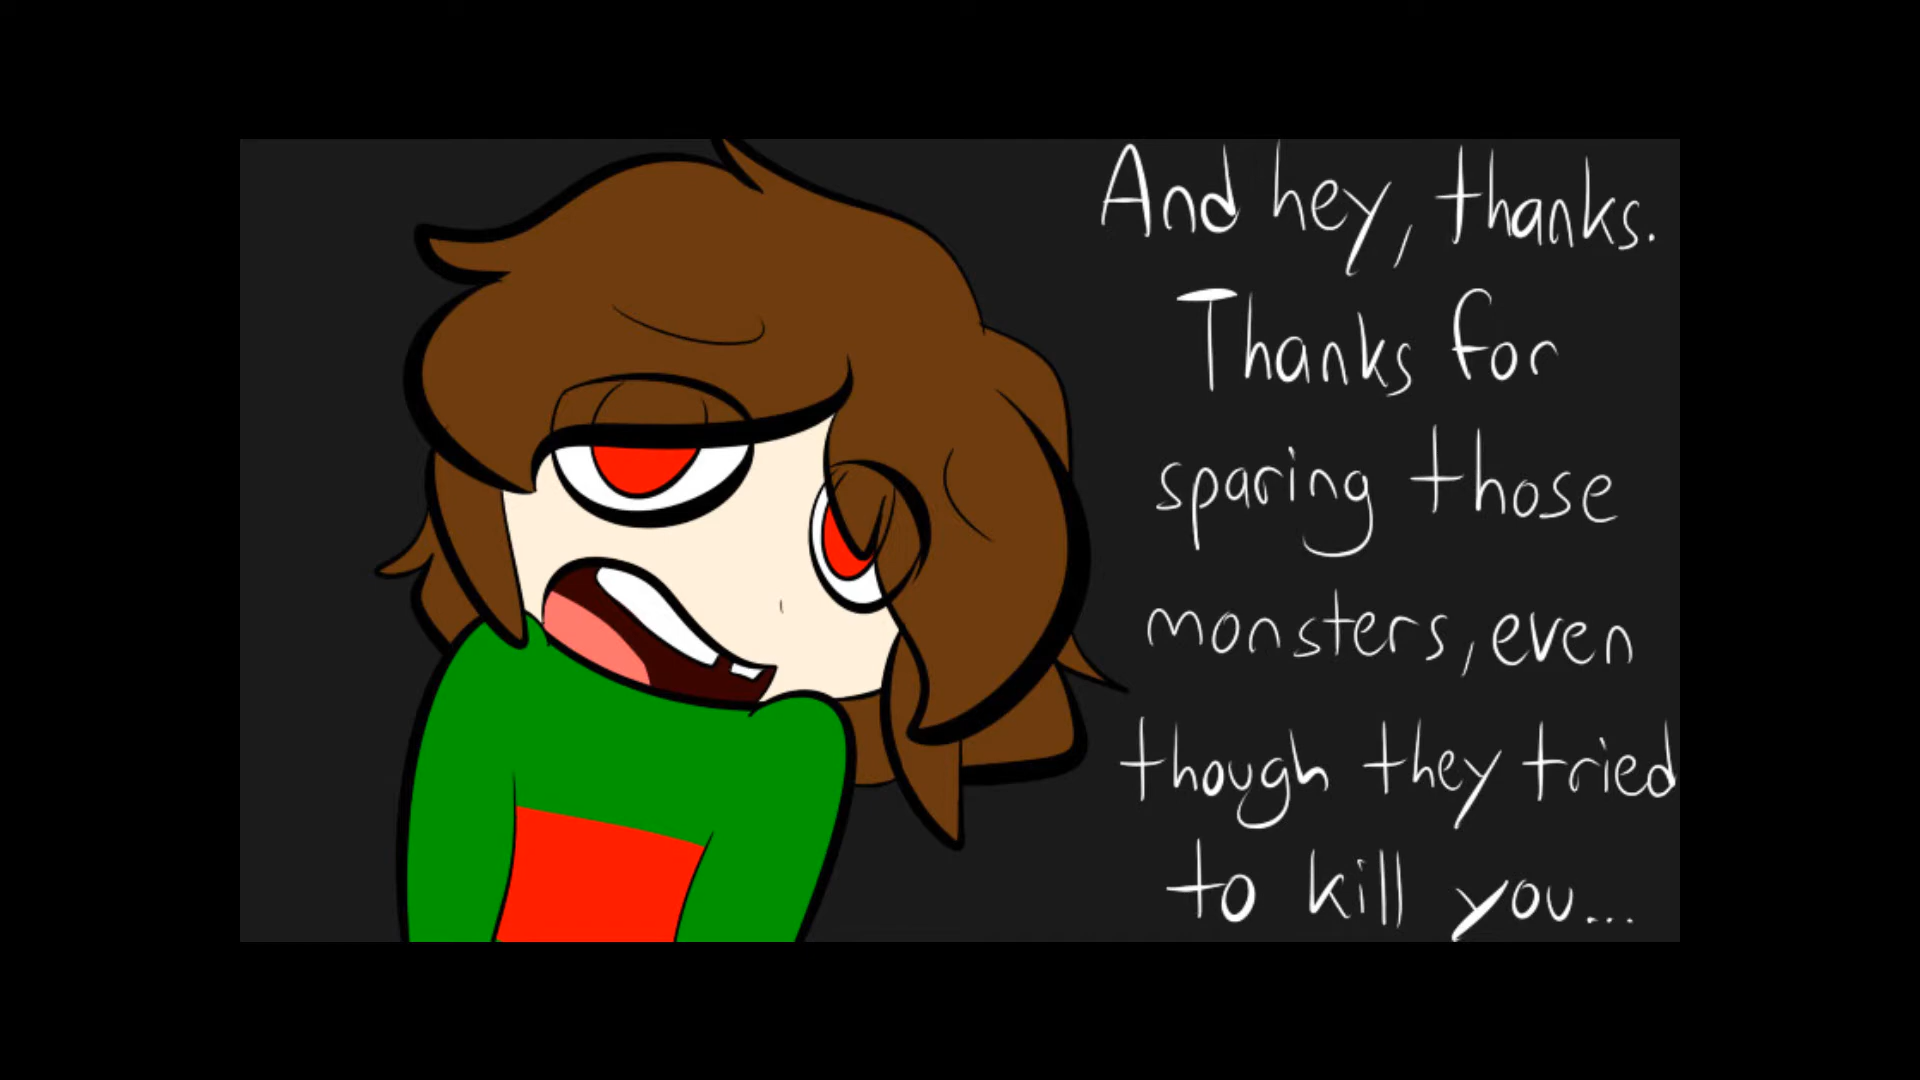 And hey, thanks.
Thanks for
sparing those
monsters, even
though they tried
to kill you...